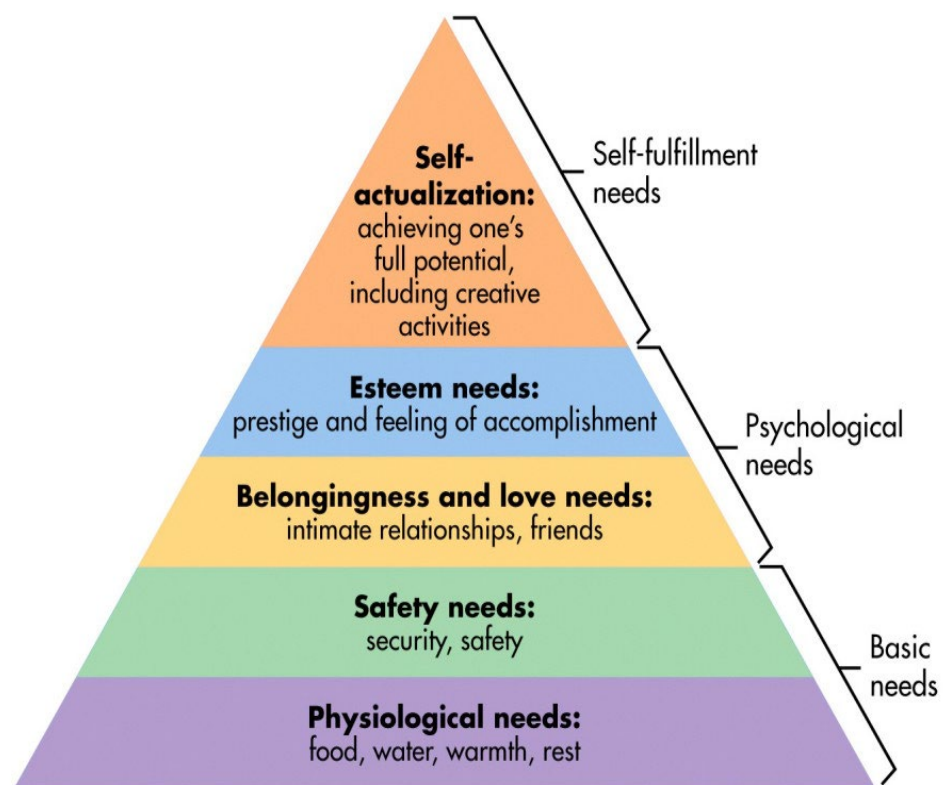 Self-
actualization:
achieving one's
full potential,
including creative
activities
Self-fulfillment
needs
Esteem needs:
prestige and feeling of accomplishment
Psychological
needs
Belongingness and love needs:
intimate relationships, friends
Safety needs:
security, safety
Basic
needs
Physiological needs:
food, water, warmth, rest